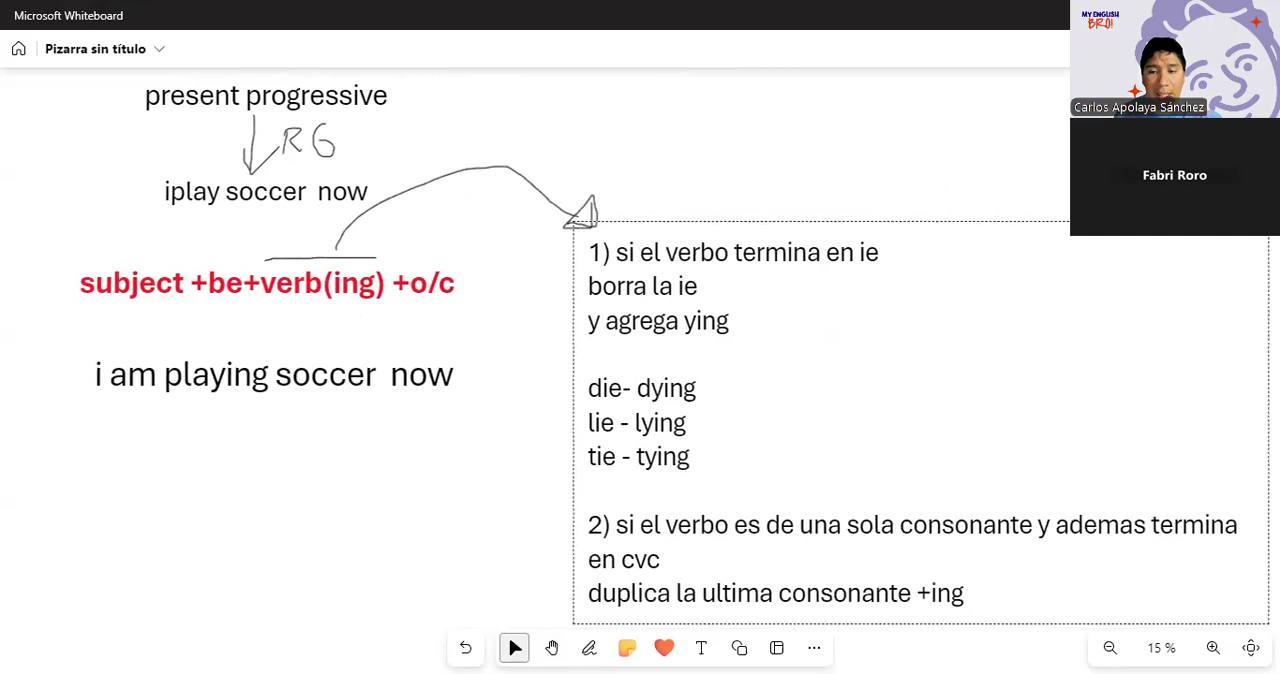 Microsoft Whiteboard
Pizarra sin título
MY ENGLISH
BRO!
Carlos Apolaya Sánchez
Fabri Roro
present progressive
RG
iplay soccer now
subject +be+verb(ing) +o/c
i am playing soccer now
1) si el verbo termina en ie
borra la ie
y agrega ying
die- dying
lie - lying
tie - tying
2) si el verbo es de una sola consonante y ademas termina
en cvc
duplica la ultima consonante +ing
15 %